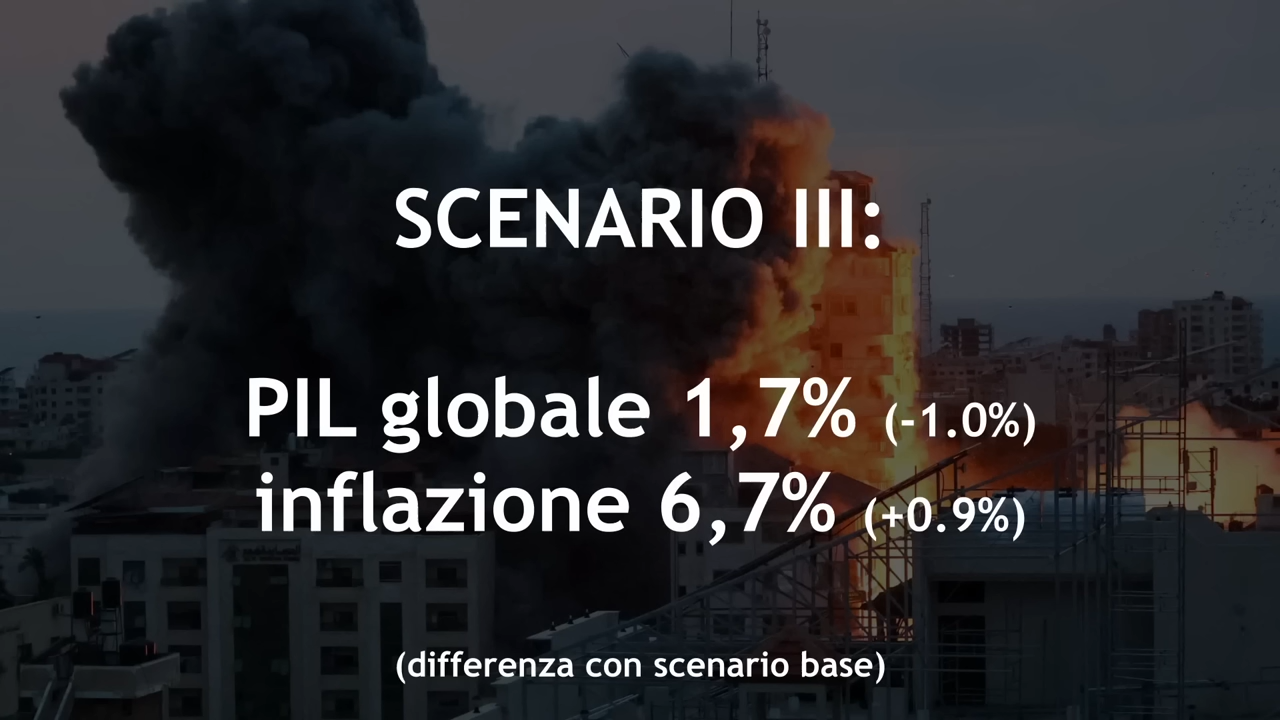 SCENARIO III:
PIL globale 1,7% (-1.0%)
inflazione 6,7% (+0.9%)
(differenza con scenario base)